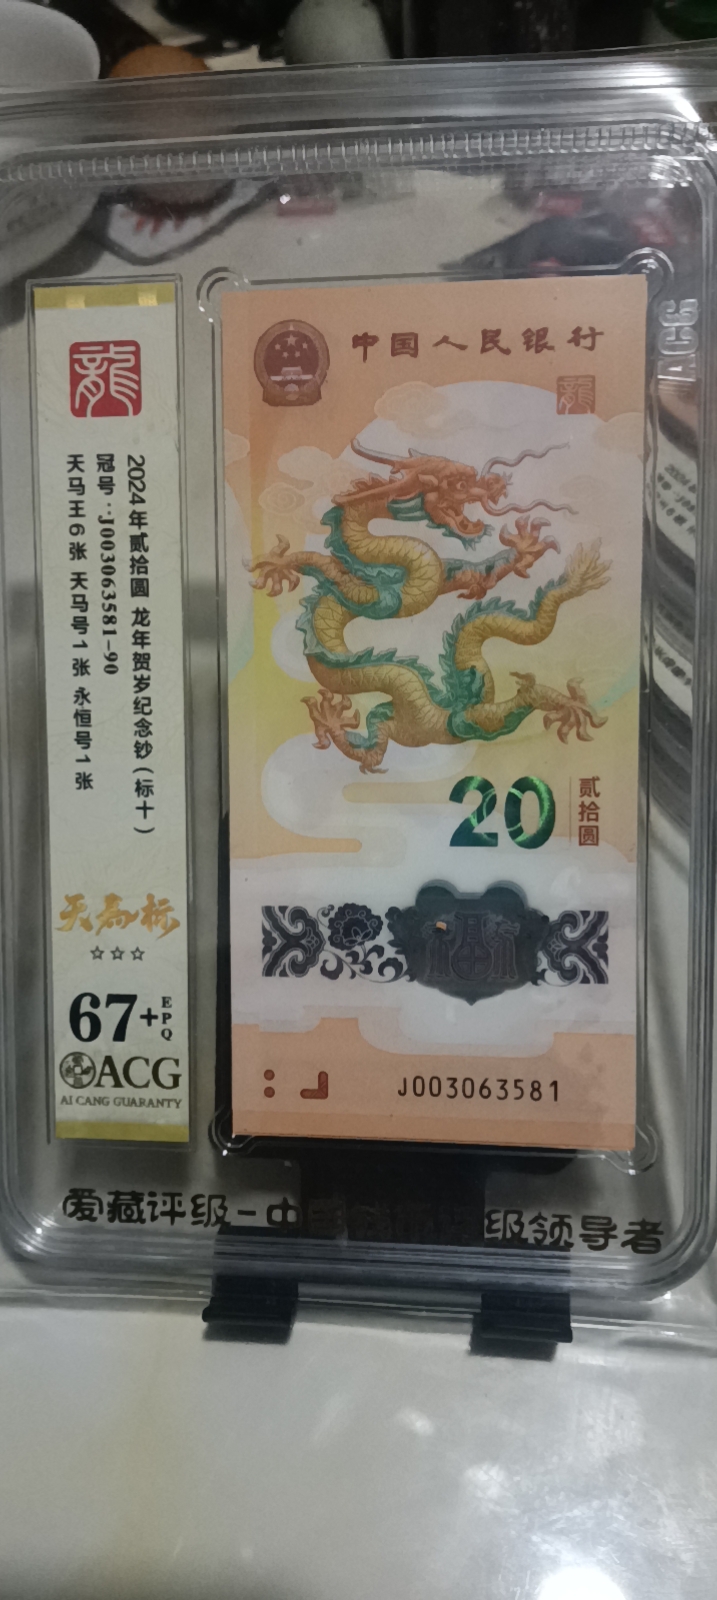 龍
2024年贰拾圆 龙年贺岁纪念钞(标十)
冠号:J003063581-90
天马王6张 天马号1张 永恒号1张
天马标
☆☆☆
67+EPQ
ACG
AI CANG GUARANTY
中国人民银行
龍
20
贰拾圆
J003063581
爱藏评级-中国
级领导者
ACG